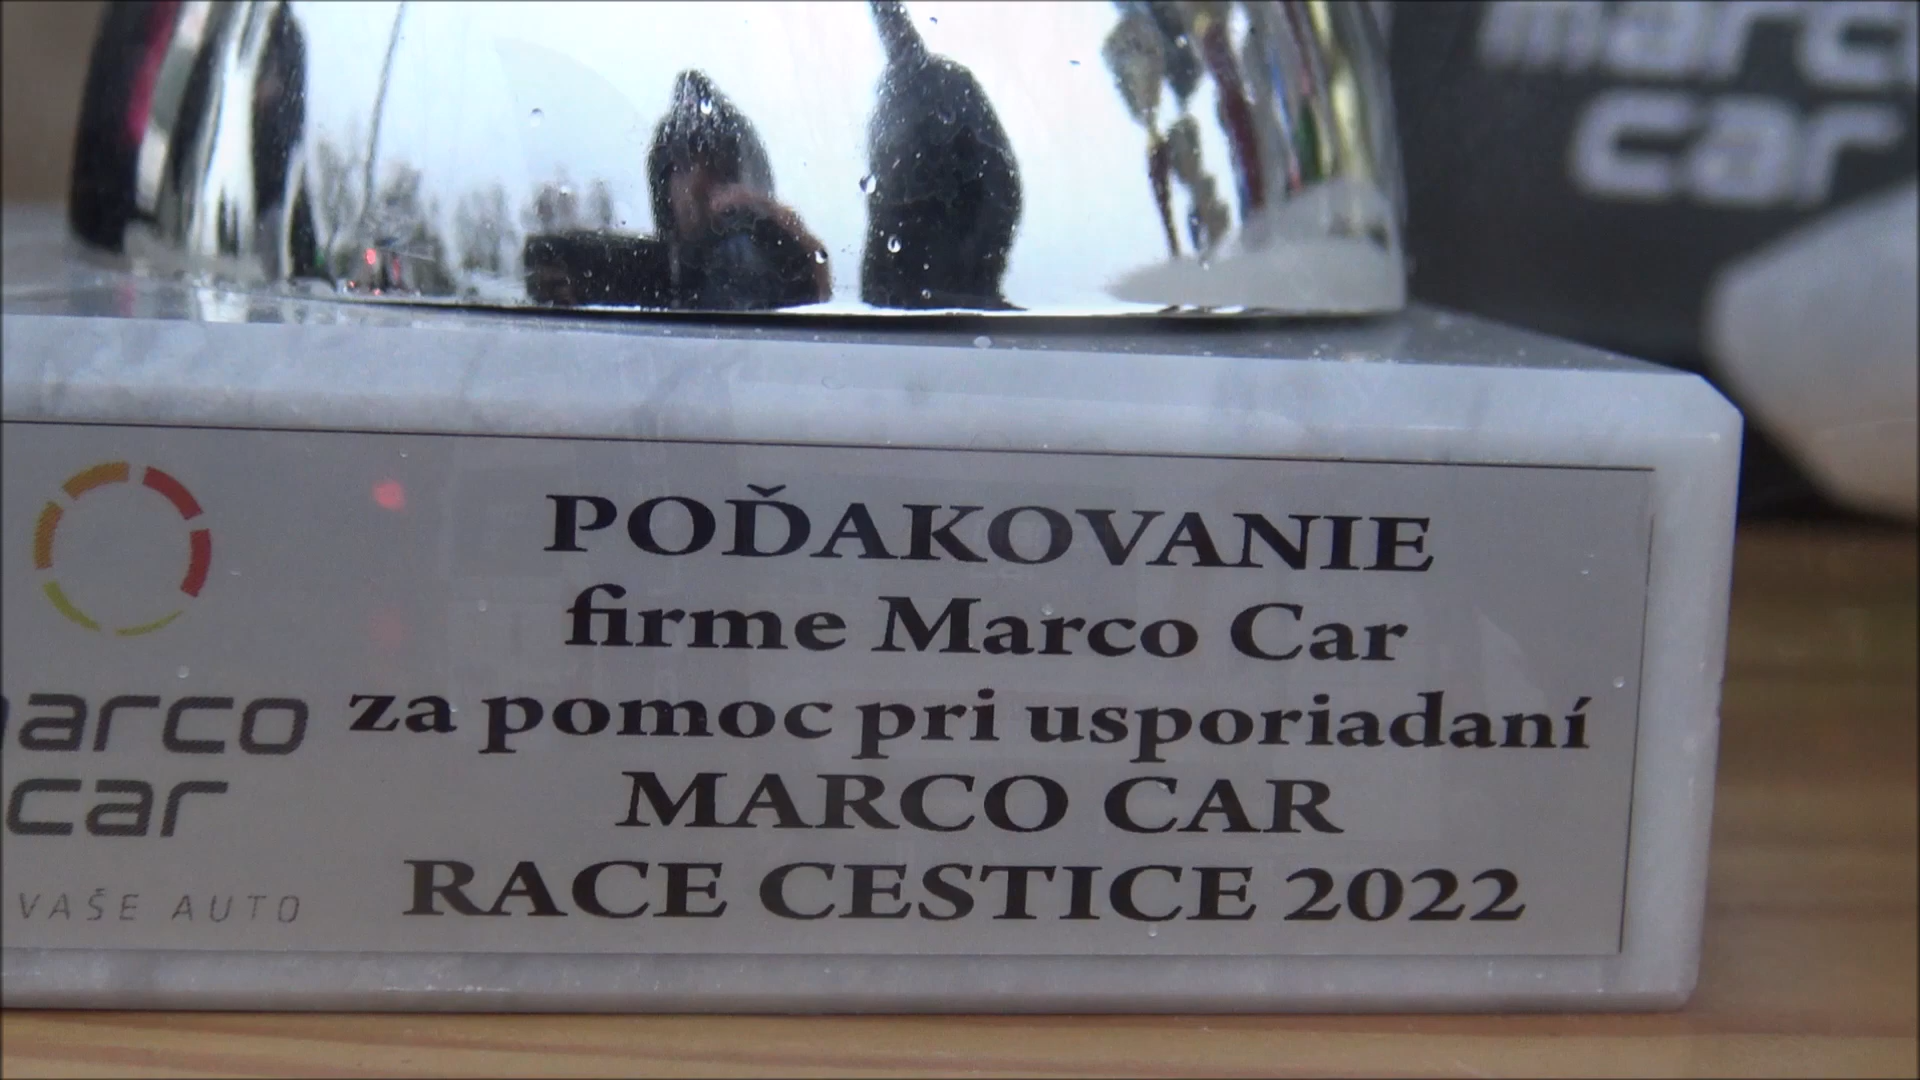 car
POĎAKOVANIE
firme Marco Car
za pomoc pri usporiadaní
MARCO CAR
RACE CESTICE 2022
arco
car
VAŠE AUTO